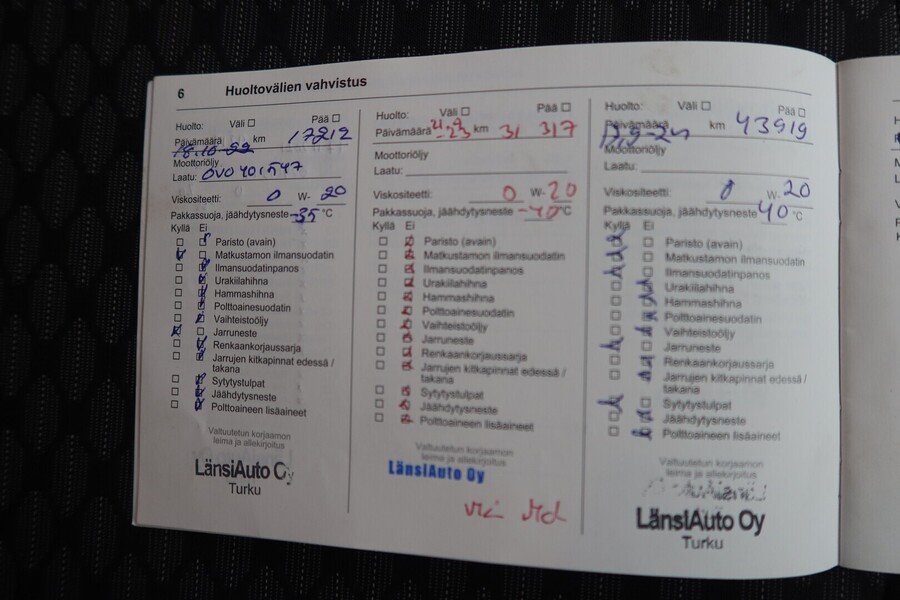 6 Huoltovälien vahvistus
Huolto: Väli Pää
Päivämäärä 18.10-22 km 17212
Moottoriöljy
Laatu: OVO401547
Viskositeetti: 0 W- 20
Pakkassuoja, jäähdytysneste -35 °C
Kyllä Ei
Paristo (avain)
Matkustamon ilmansuodatin
Ilmansuodatinpanos
Urakiilahihna
Hammashihna
Polttoainesuodatin
Vaihteistoöljy
Jarruneste
Renkaankorjaussarja
Jarrujen kitkapinnat edessä /
takana
Sytytystulpat
Jäähdytysneste
Polttoaineen lisäaineet
Valtuutetun korjaamon
leima ja allekirjoitus
LänsiAuto Oy
Turku
Huolto: Väli Pää
Päivämäärä km 31 317
Moottoriöljy
Laatu:
Viskositeetti: 0 W- 20
Pakkassuoja, jäähdytysneste -40 °C
Kyllä Ei
Paristo (avain)
Matkustamon ilmansuodatin
Ilmansuodatinpanos
Urakiilahihna
Hammashihna
Polttoainesuodatin
Vaihteistoöljy
Jarruneste
Renkaankorjaussarja
Jarrujen kitkapinnat edessä /
takana
Sytytystulpat
Jäähdytysneste
Polttoaineen lisäaineet
Valtuutetun korjaamon
leima ja allekirjoitus
LänsiAuto Oy
Huolto: Väli Pää
Päivämäärä km 43919
Moottoriöljy
Laatu:
Viskositeetti: 0 W- 20
Pakkassuoja, jäähdytysneste 40 °C
Kyllä Ei
Paristo (avain)
Matkustamon ilmansuodatin
Ilmansuodatinpanos
Urakiilahihna
Hammashihna
Polttoainesuodatin
Vaihteistoöljy
Jarruneste
Renkaankorjaussarja
Jarrujen kitkapinnat edessä /
takana
Sytytystulpat
Jäähdytysneste
Polttoaineen lisäaineet
Valtuutetun korjaamon
leima ja allekirjoitus
LänsiAuto Oy
Turku